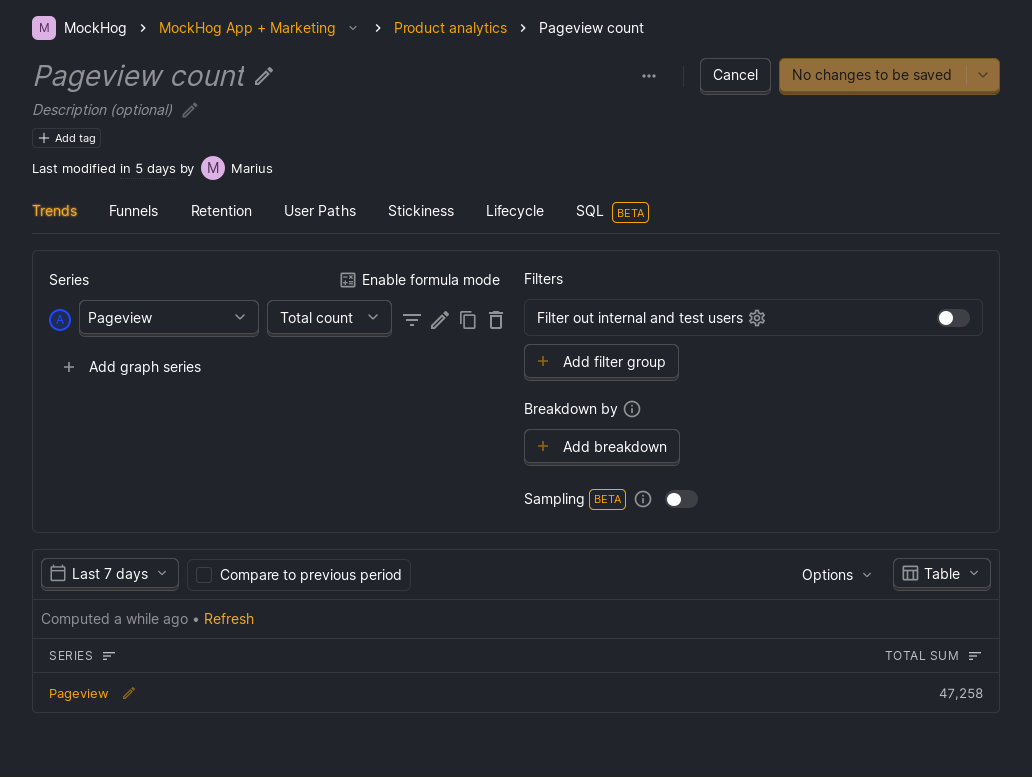 M MockHog MockHog App + Marketing Product analytics Pageview count
Pageview count
Cancel No changes to be saved
Description (optional)
Add tag
Last modified in 5 days by M Marius
Trends Funnels Retention User Paths Stickiness Lifecycle SQL BETA
Series Enable formula mode
A Pageview Total count
Add graph series
Filters
Filter out internal and test users
Add filter group
Breakdown by
Add breakdown
Sampling BETA
Last 7 days Compare to previous period Options Table
Computed a while ago • Refresh
SERIES TOTAL SUM
Pageview 47,258